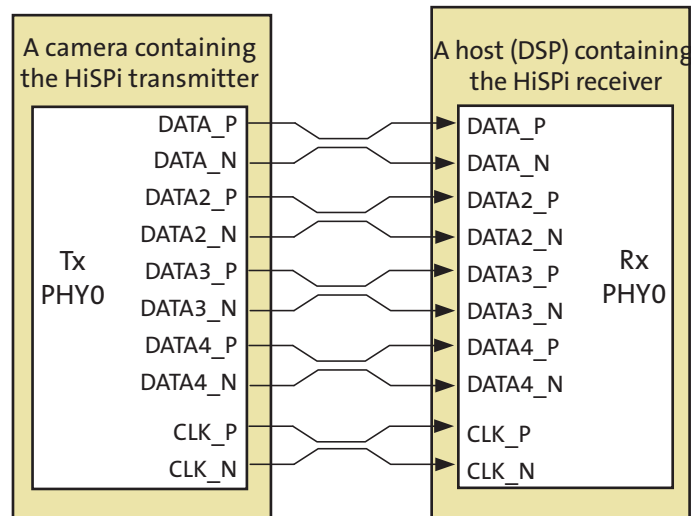 A camera containing
the HiSPi transmitter
Tx
PHY0
DATA_P
DATA_N
DATA2_P
DATA2_N
DATA3_P
DATA3_N
DATA4_P
DATA4_N
CLK_P
CLK_N
A host (DSP) containing
the HiSPi receiver
DATA_P
DATA_N
DATA2_P
DATA2_N
DATA3_P
DATA3_N
DATA4_P
DATA4_N
CLK_P
CLK_N
Rx
PHY0